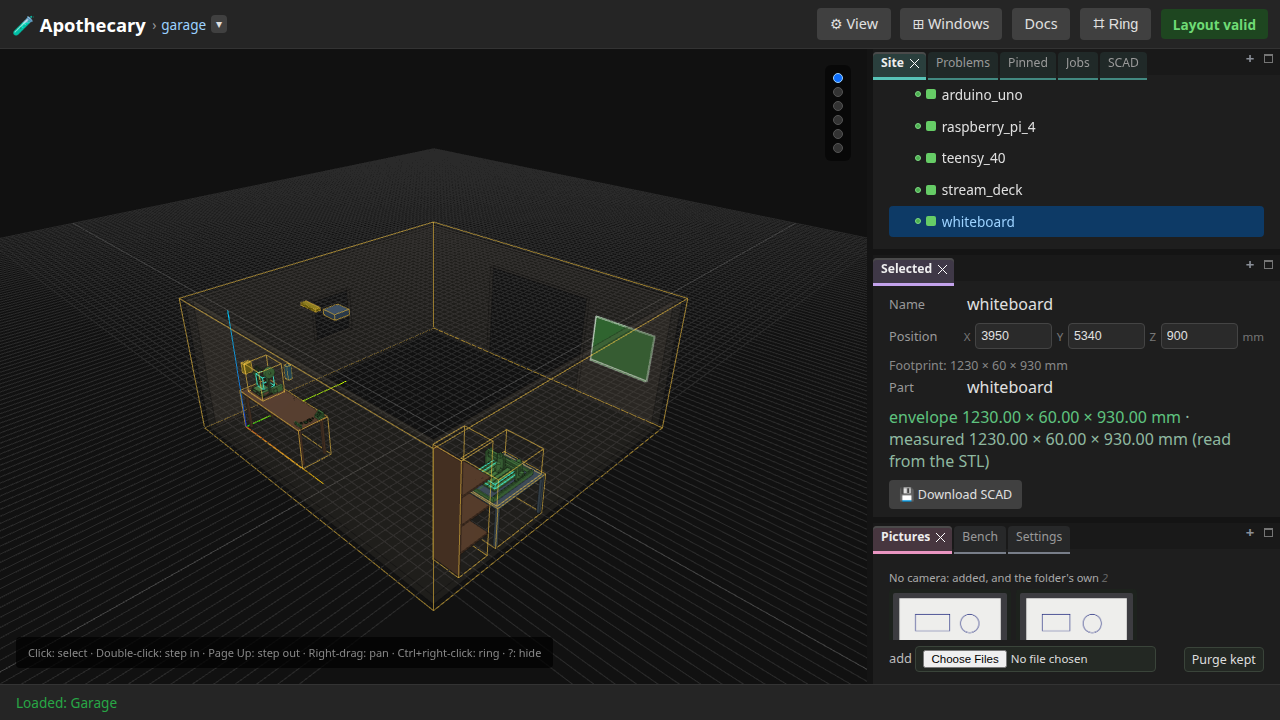 Apothecary › garage ▾
⚙ View
⊞ Windows
Docs
⌗ Ring
Layout valid
Site
Problems
Pinned
Jobs
SCAD
arduino_uno
raspberry_pi_4
teensy_40
stream_deck
whiteboard
Selected
Name whiteboard
Position X 3950 Y 5340 Z 900 mm
Footprint: 1230 × 60 × 930 mm
Part whiteboard
envelope 1230.00 × 60.00 × 930.00 mm ·
measured 1230.00 × 60.00 × 930.00 mm (read
from the STL)
💾 Download SCAD
Pictures
Bench
Settings
No camera: added, and the folder's own 2
add Choose Files No file chosen
Purge kept
Click: select · Double-click: step in · Page Up: step out · Right-drag: pan · Ctrl+right-click: ring · ?: hide
Loaded: Garage